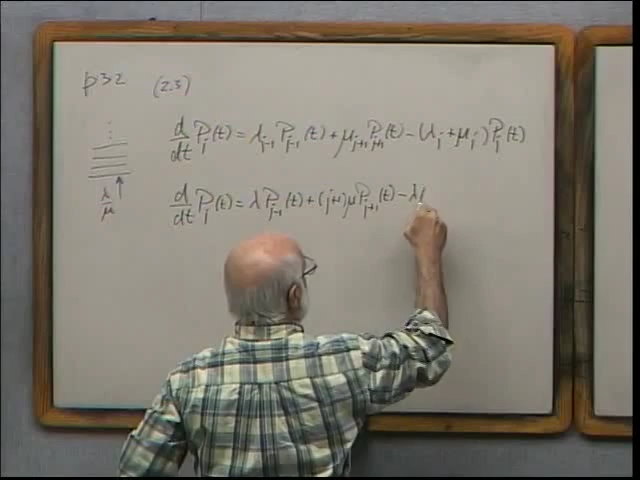 p32 (2.3)
d/dt P_j(t) = λ_{j-1} P_{j-1}(t) + μ_{j+1} P_{j+1}(t) - (λ_j + μ_j) P_j(t)
d/dt P_j(t) = λ P_{j-1}(t) + (j+1) μ P_{j+1}(t) - λ
λ
μ